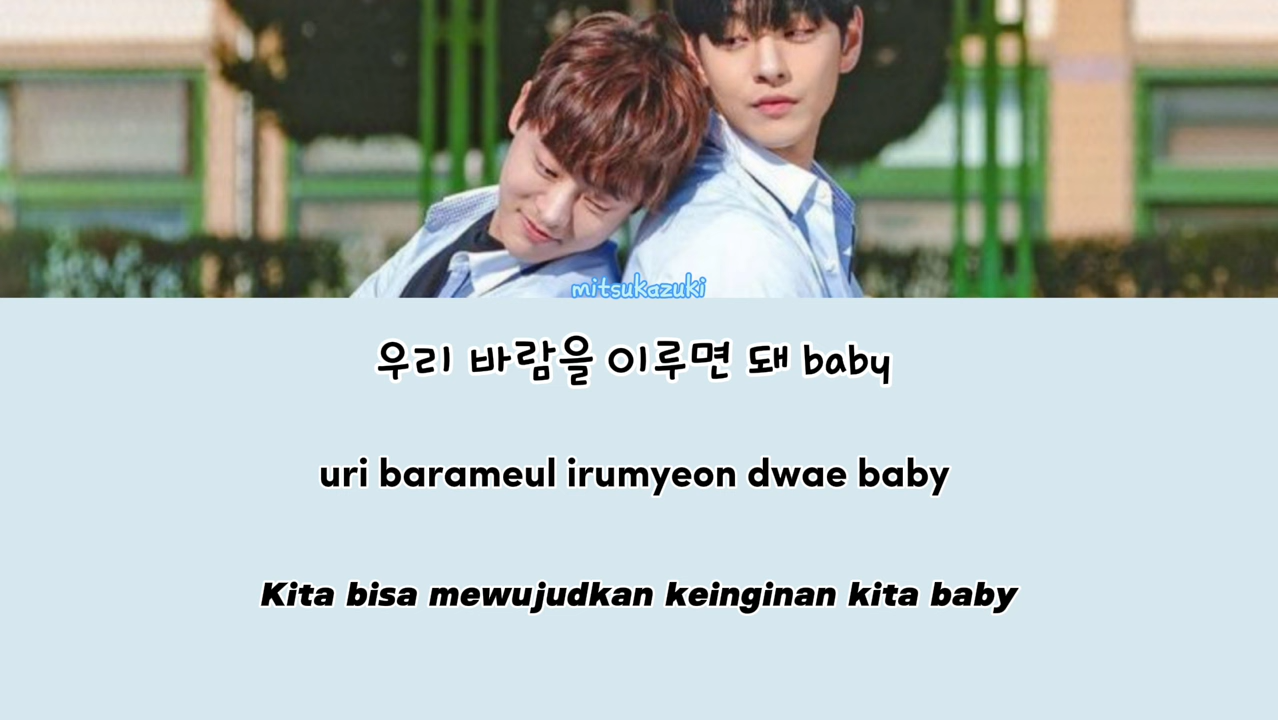 mitsukazuki
우리 바람을 이루면 돼 baby
uri barameul irumyeon dwae baby
Kita bisa mewujudkan keinginan kita baby